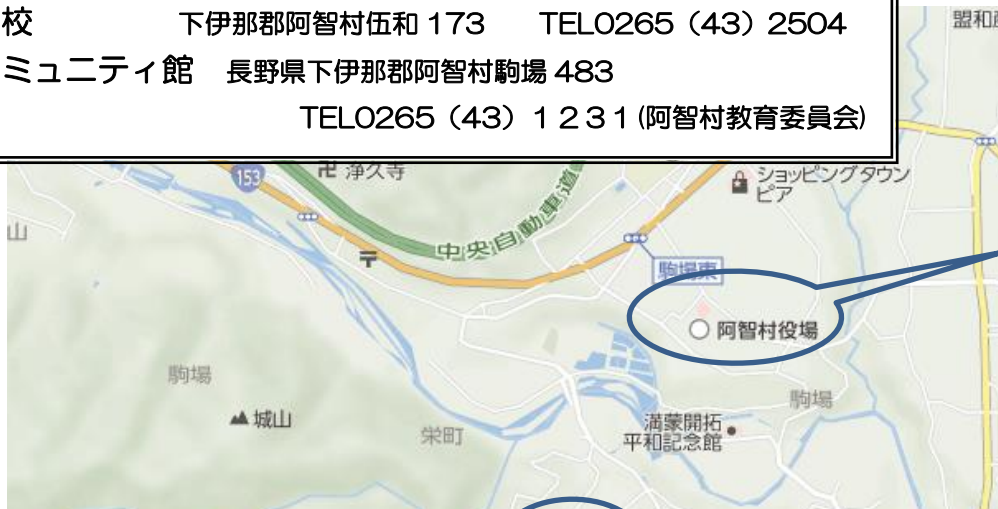 校 下伊那郡阿智村伍和 173 TEL0265（43）2504
ミュニティ館 長野県下伊那郡阿智村駒場 483
TEL0265（43）１２３１(阿智村教育委員会)
盟和
153
卍 浄久寺
ショッピングタウン
ピア
山
中央自動車道
〒
駒場東
阿智村役場
駒場
城山
駒場
栄町
満蒙開拓
平和記念館